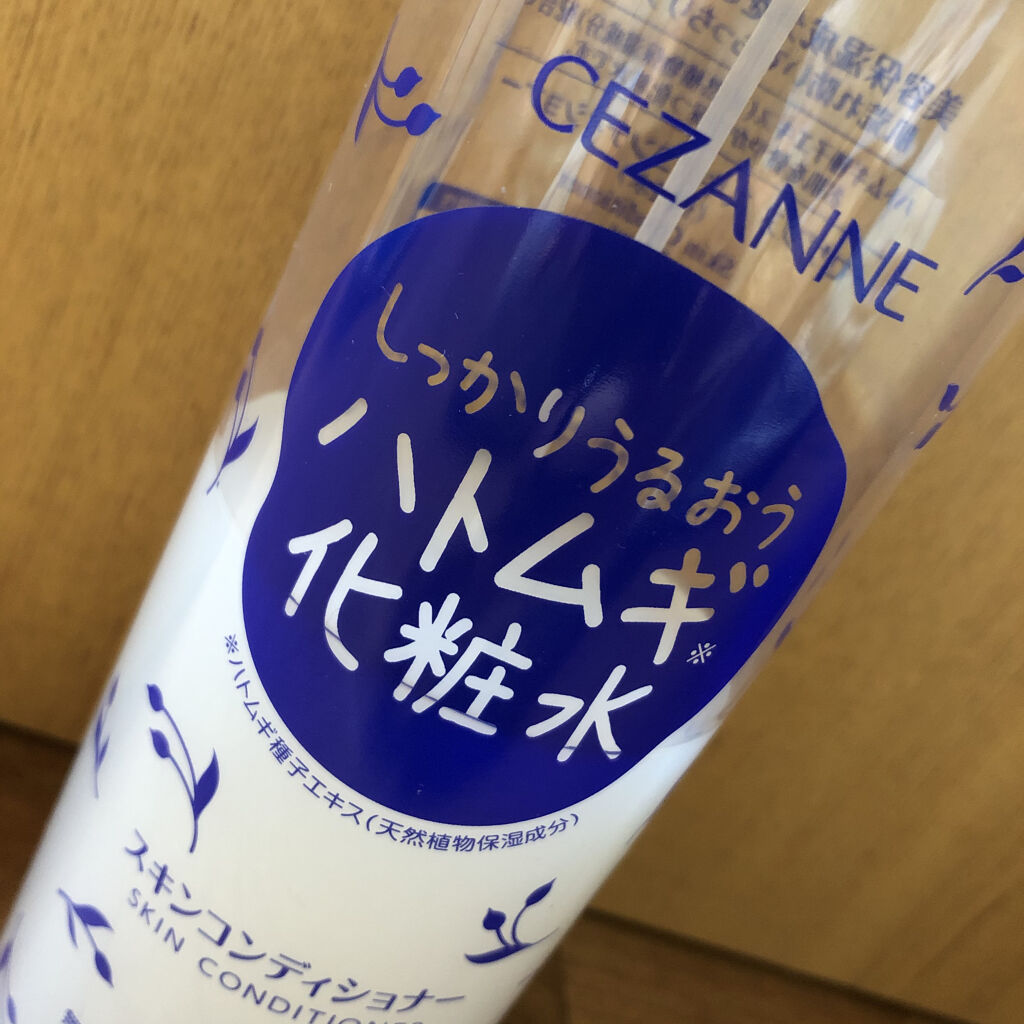 CEZANNE
しっかりうるおう
ハトムギ※
化粧水
※ハトムギ種子エキス(天然植物保湿成分)
スキンコンディショナー
SKIN CONDITIONER